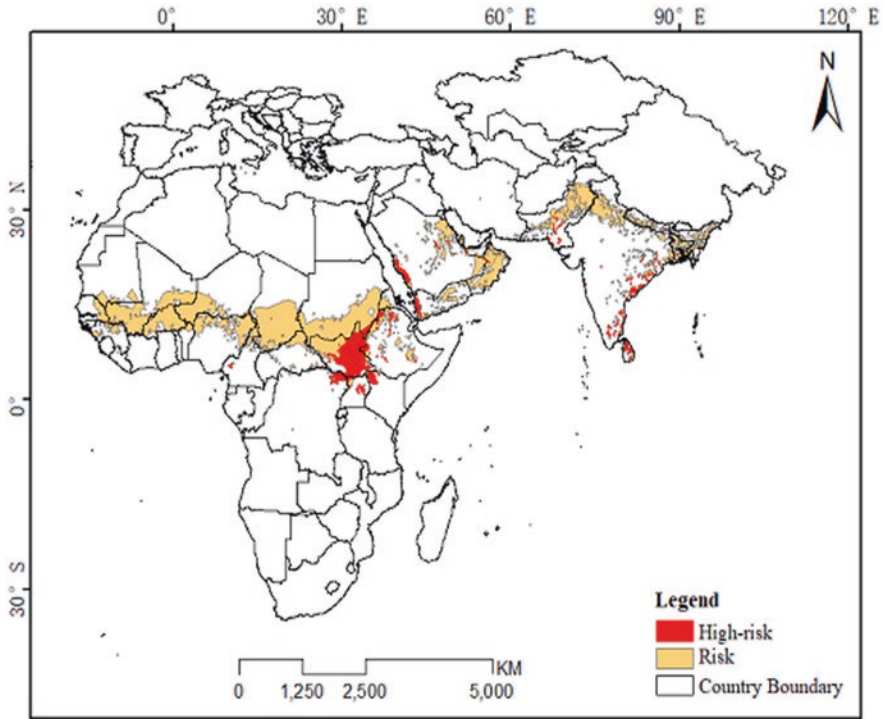 0° 30° E 60° E 90° E 120° E
N
30° N
0°
30° S
Legend
High-risk
Risk
Country Boundary
KM
0 1,250 2,500 5,000